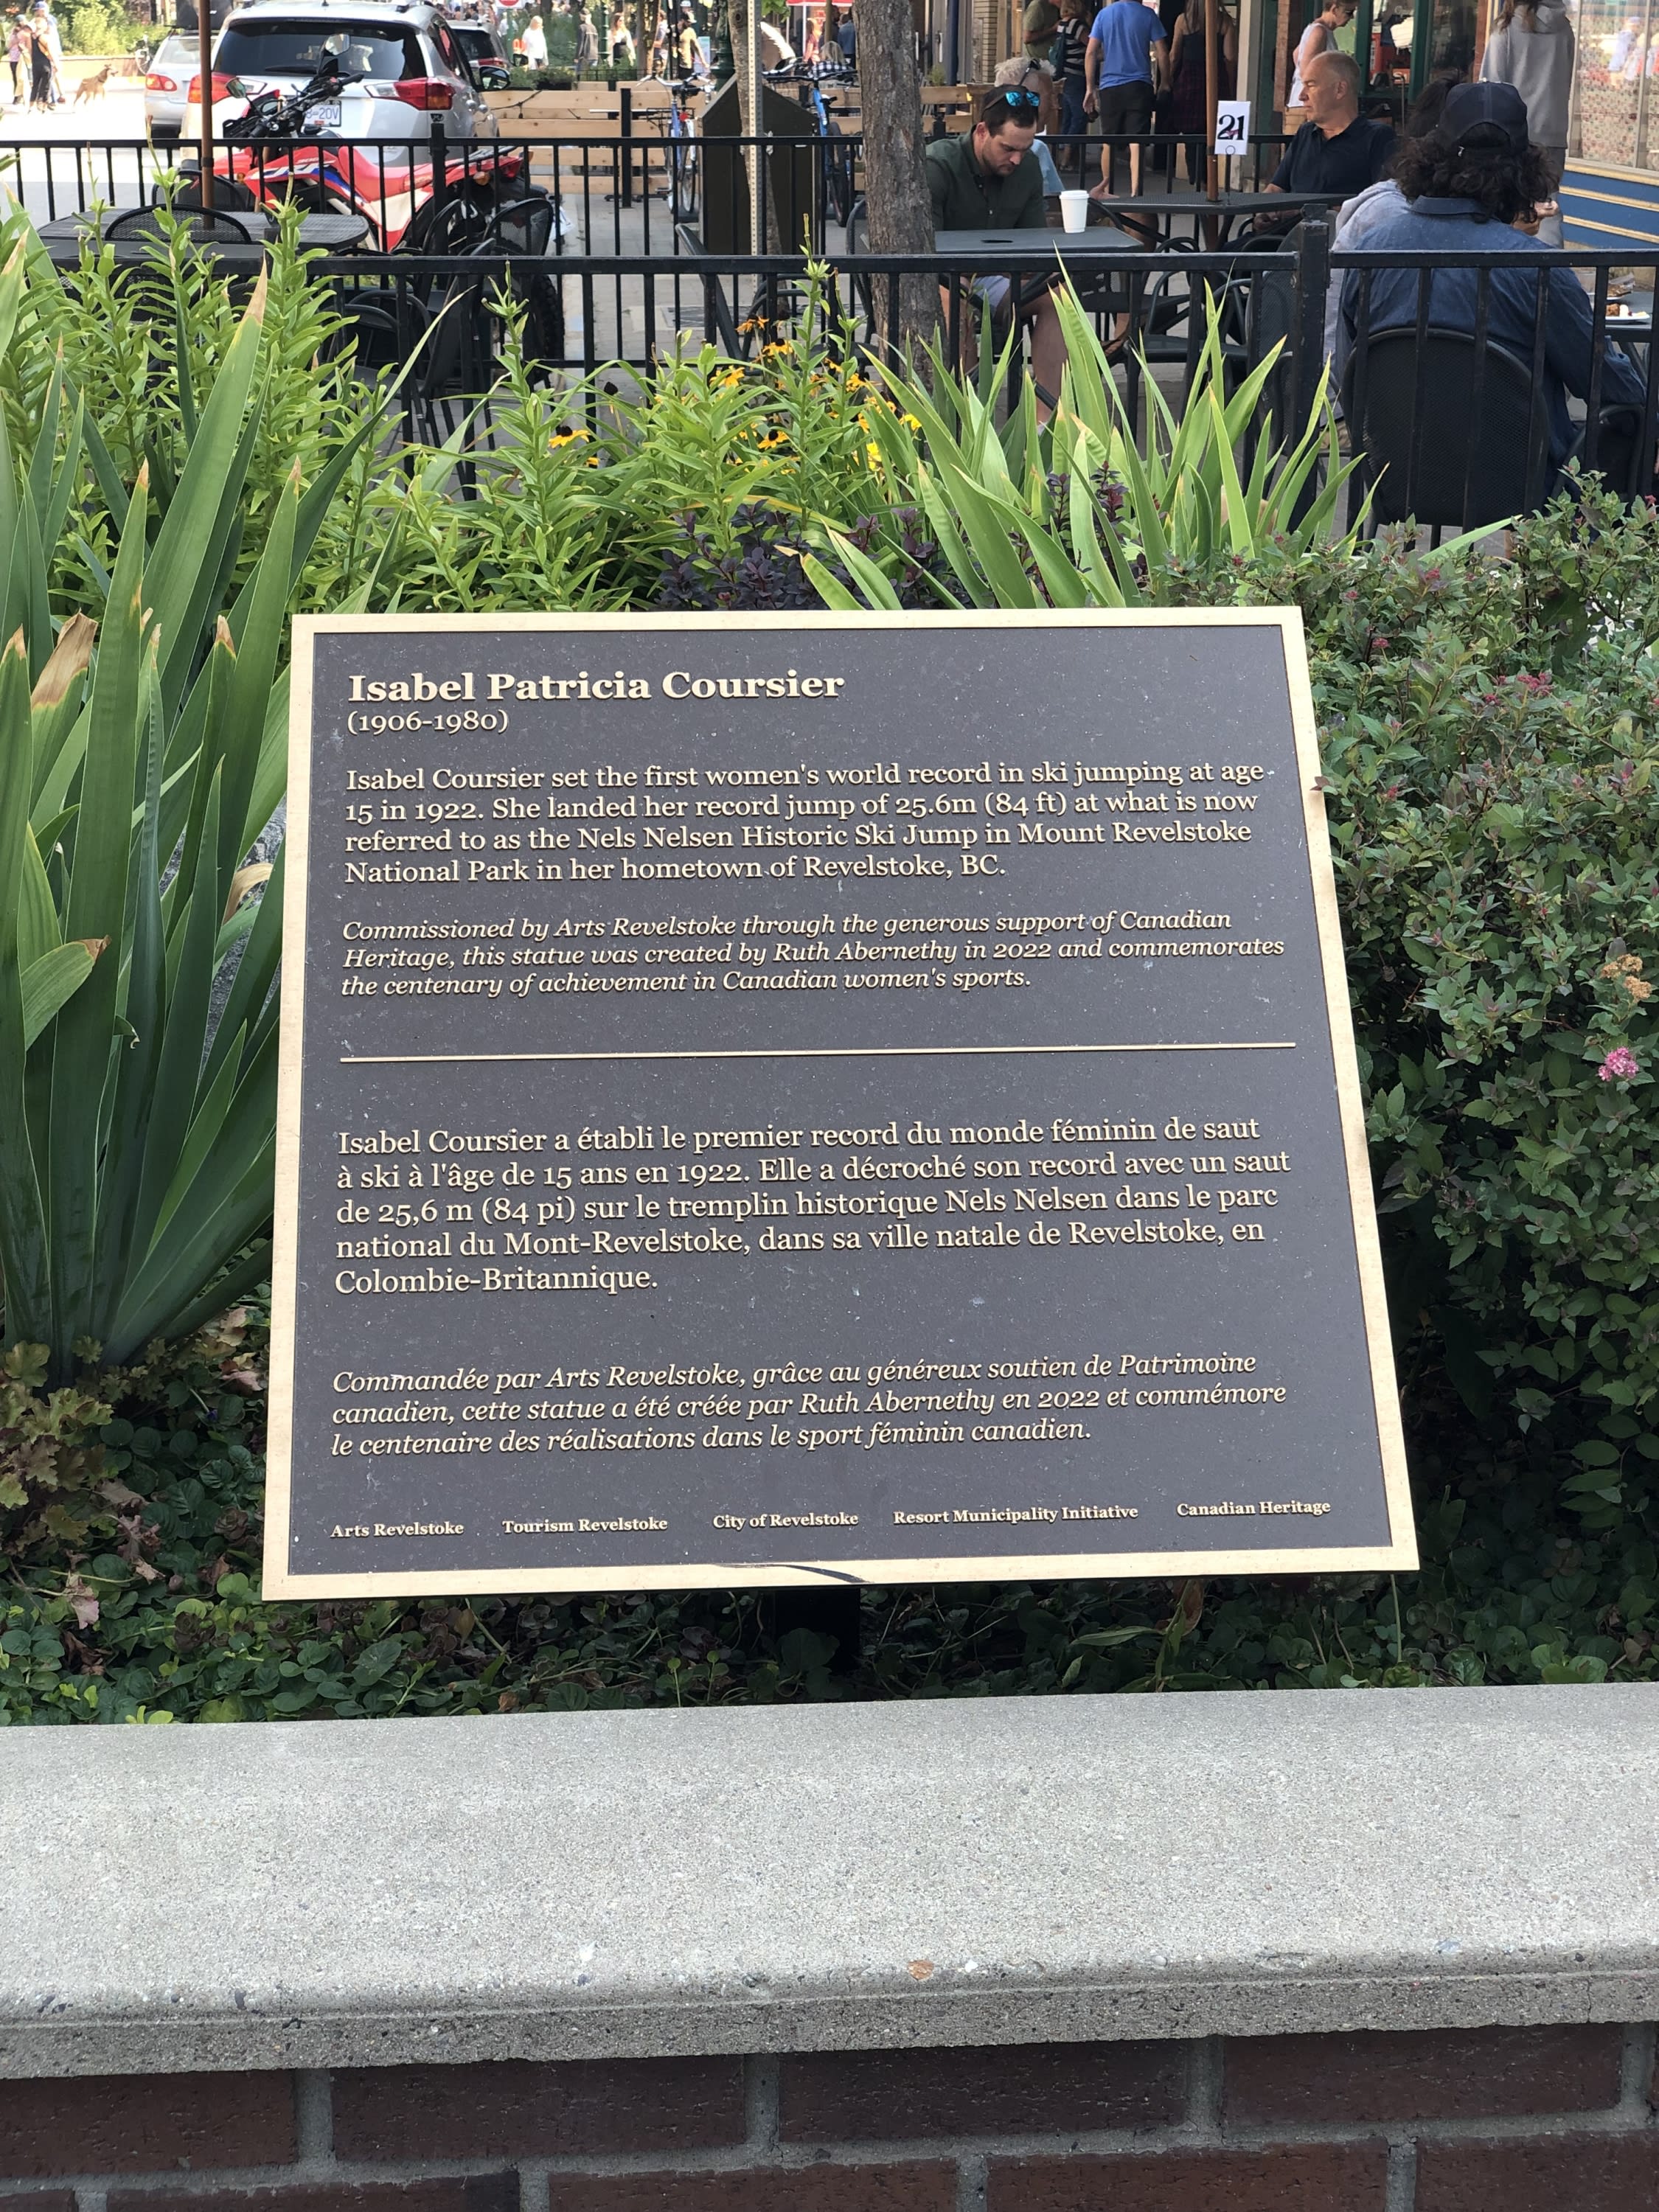 21
Isabel Patricia Coursier
(1906-1980)
Isabel Coursier set the first women's world record in ski jumping at age
15 in 1922. She landed her record jump of 25.6m (84 ft) at what is now
referred to as the Nels Nelsen Historic Ski Jump in Mount Revelstoke
National Park in her hometown of Revelstoke, BC.
Commissioned by Arts Revelstoke through the generous support of Canadian
Heritage, this statue was created by Ruth Abernethy in 2022 and commemorates
the centenary of achievement in Canadian women's sports.
Isabel Coursier a établi le premier record du monde féminin de saut
à ski à l'âge de 15 ans en 1922. Elle a décroché son record avec un saut
de 25,6 m (84 pi) sur le tremplin historique Nels Nelsen dans le parc
national du Mont-Revelstoke, dans sa ville natale de Revelstoke, en
Colombie-Britannique.
Commandée par Arts Revelstoke, grâce au généreux soutien de Patrimoine
canadien, cette statue a été créée par Ruth Abernethy en 2022 et commémore
le centenaire des réalisations dans le sport féminin canadien.
Arts Revelstoke Tourism Revelstoke City of Revelstoke Resort Municipality Initiative Canadian Heritage